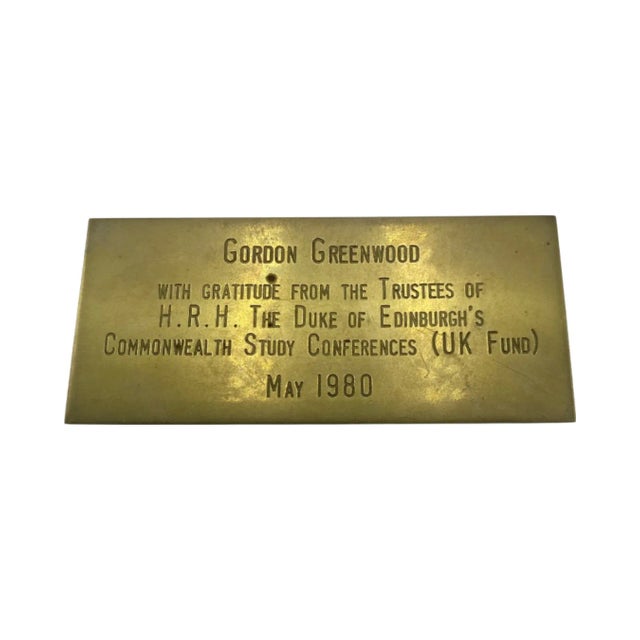 Gordon Greenwood
with gratitude from the Trustees of
H.R.H. The Duke of Edinburgh's
Commonwealth Study Conferences (UK Fund)
May 1980